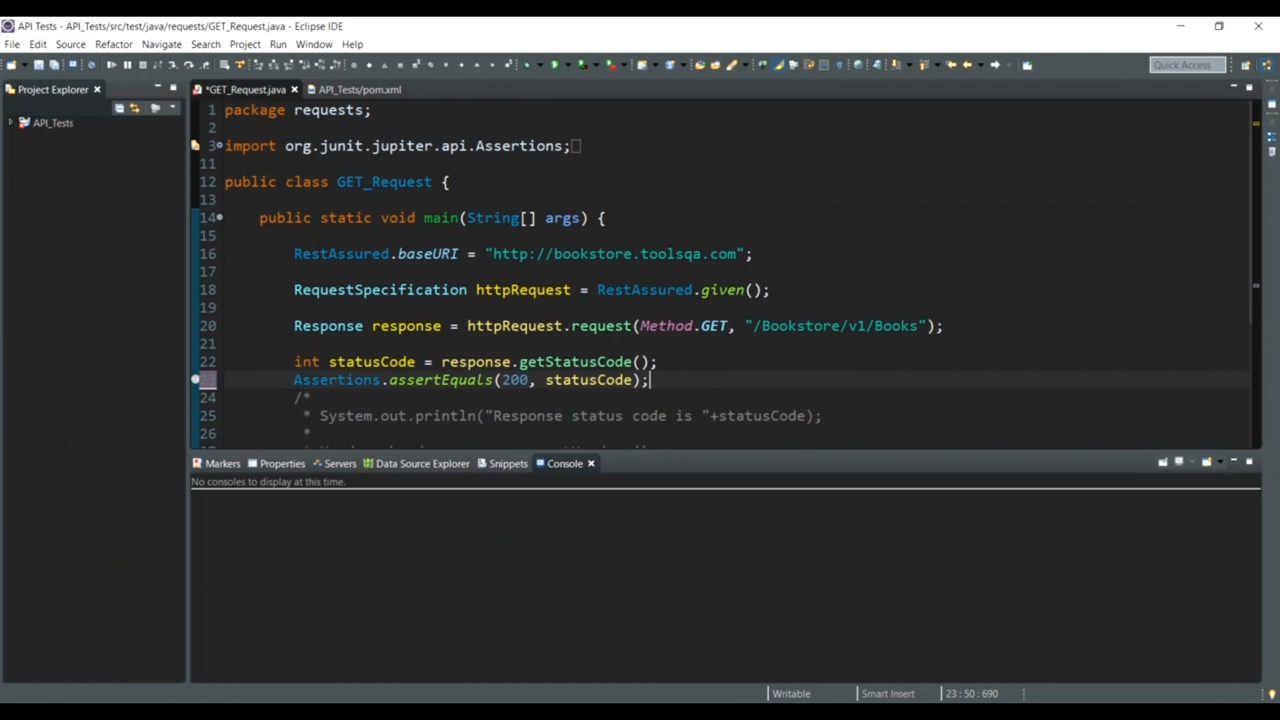 API Tests - API_Tests/src/test/java/requests/GET_Request.java - Eclipse IDE
File Edit Source Refactor Navigate Search Project Run Window Help
Quick Access
Project Explorer
*GET_Request.java API_Tests/pom.xml
API_Tests
1 package requests;
2
3 import org.junit.jupiter.api.Assertions;
11
12 public class GET_Request {
13
14 public static void main(String[] args) {
15
16 RestAssured.baseURI = "http://bookstore.toolsqa.com";
17
18 RequestSpecification httpRequest = RestAssured.given();
19
20 Response response = httpRequest.request(Method.GET, "/Bookstore/v1/Books");
21
22 int statusCode = response.getStatusCode();
Assertions.assertEquals(200, statusCode);
24 /*
25 * System.out.println("Response status code is "+statusCode);
26 *
Markers Properties Servers Data Source Explorer Snippets Console
No consoles to display at this time.
Writable Smart Insert 23 : 50 : 690